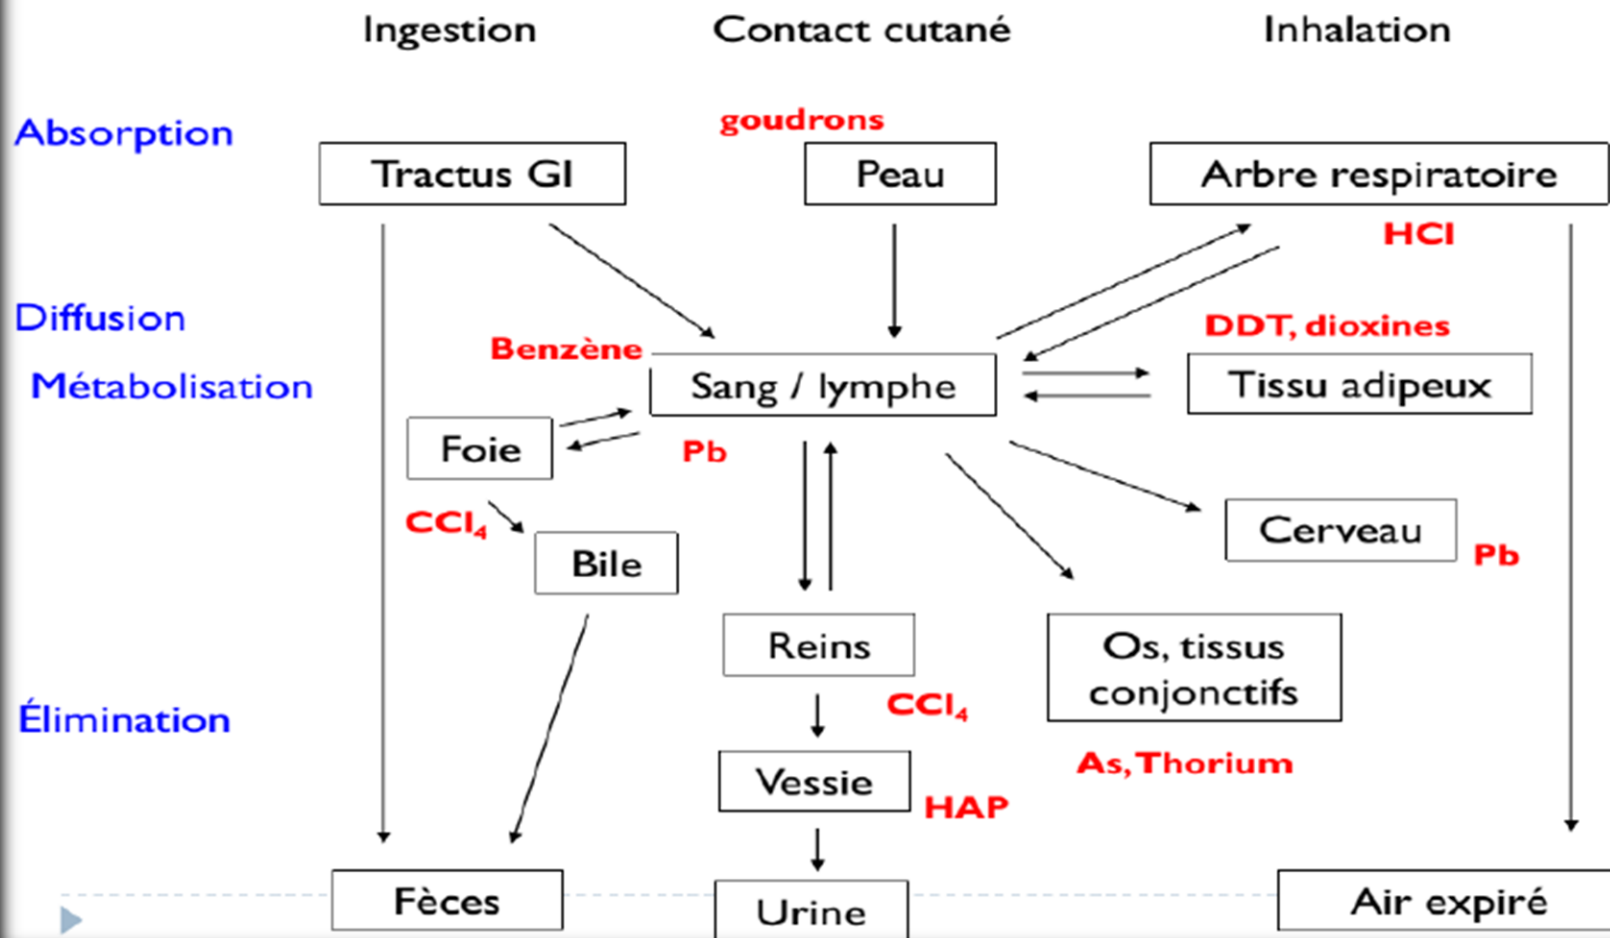 Ingestion
Contact cutané
Inhalation
Absorption
goudrons
Tractus GI
Peau
Arbre respiratoire
HCl
Diffusion
DDT, dioxines
Benzène
Métabolisation
Sang / lymphe
Tissu adipeux
Foie
Pb
CCl₄
Cerveau
Pb
Bile
Reins
Os, tissus
conjonctifs
CCl₄
Élimination
As, Thorium
Vessie
HAP
Fèces
Urine
Air expiré